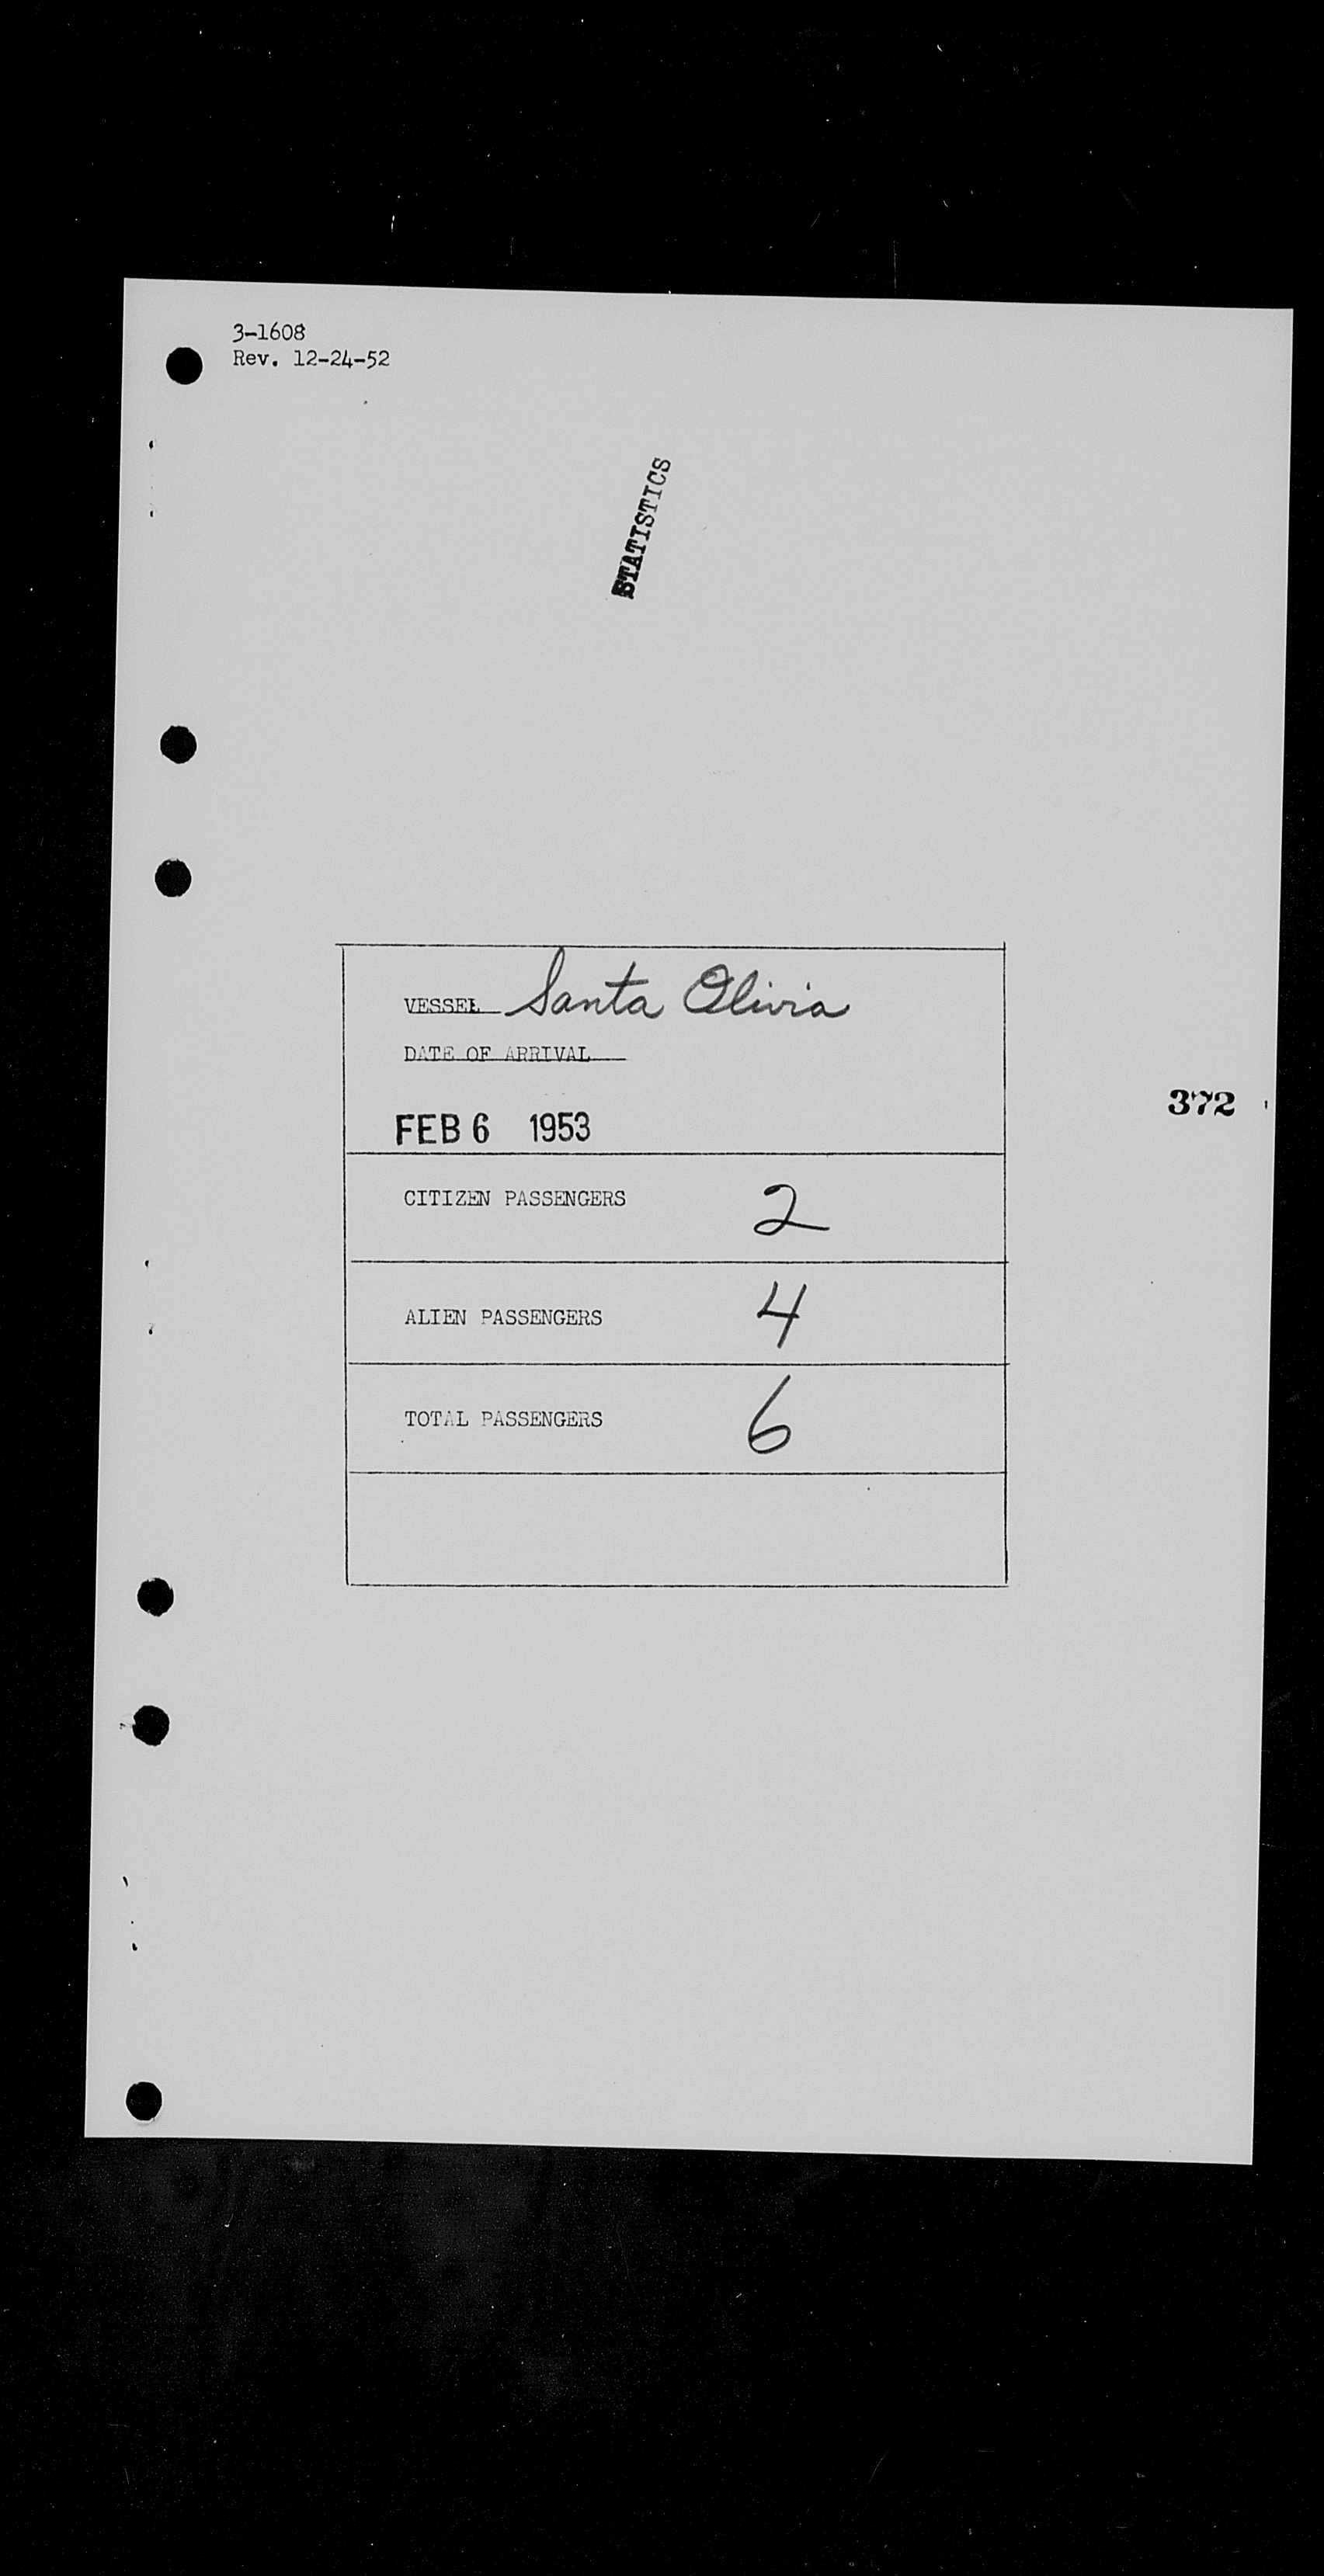 3-1608
Rev. 12-24-52
STATISTICS
VESSEL Santa Olivia
DATE OF ARRIVAL
372
FEB 6 1953
CITIZEN PASSENGERS 2
ALIEN PASSENGERS 4
TOTAL PASSENGERS 6